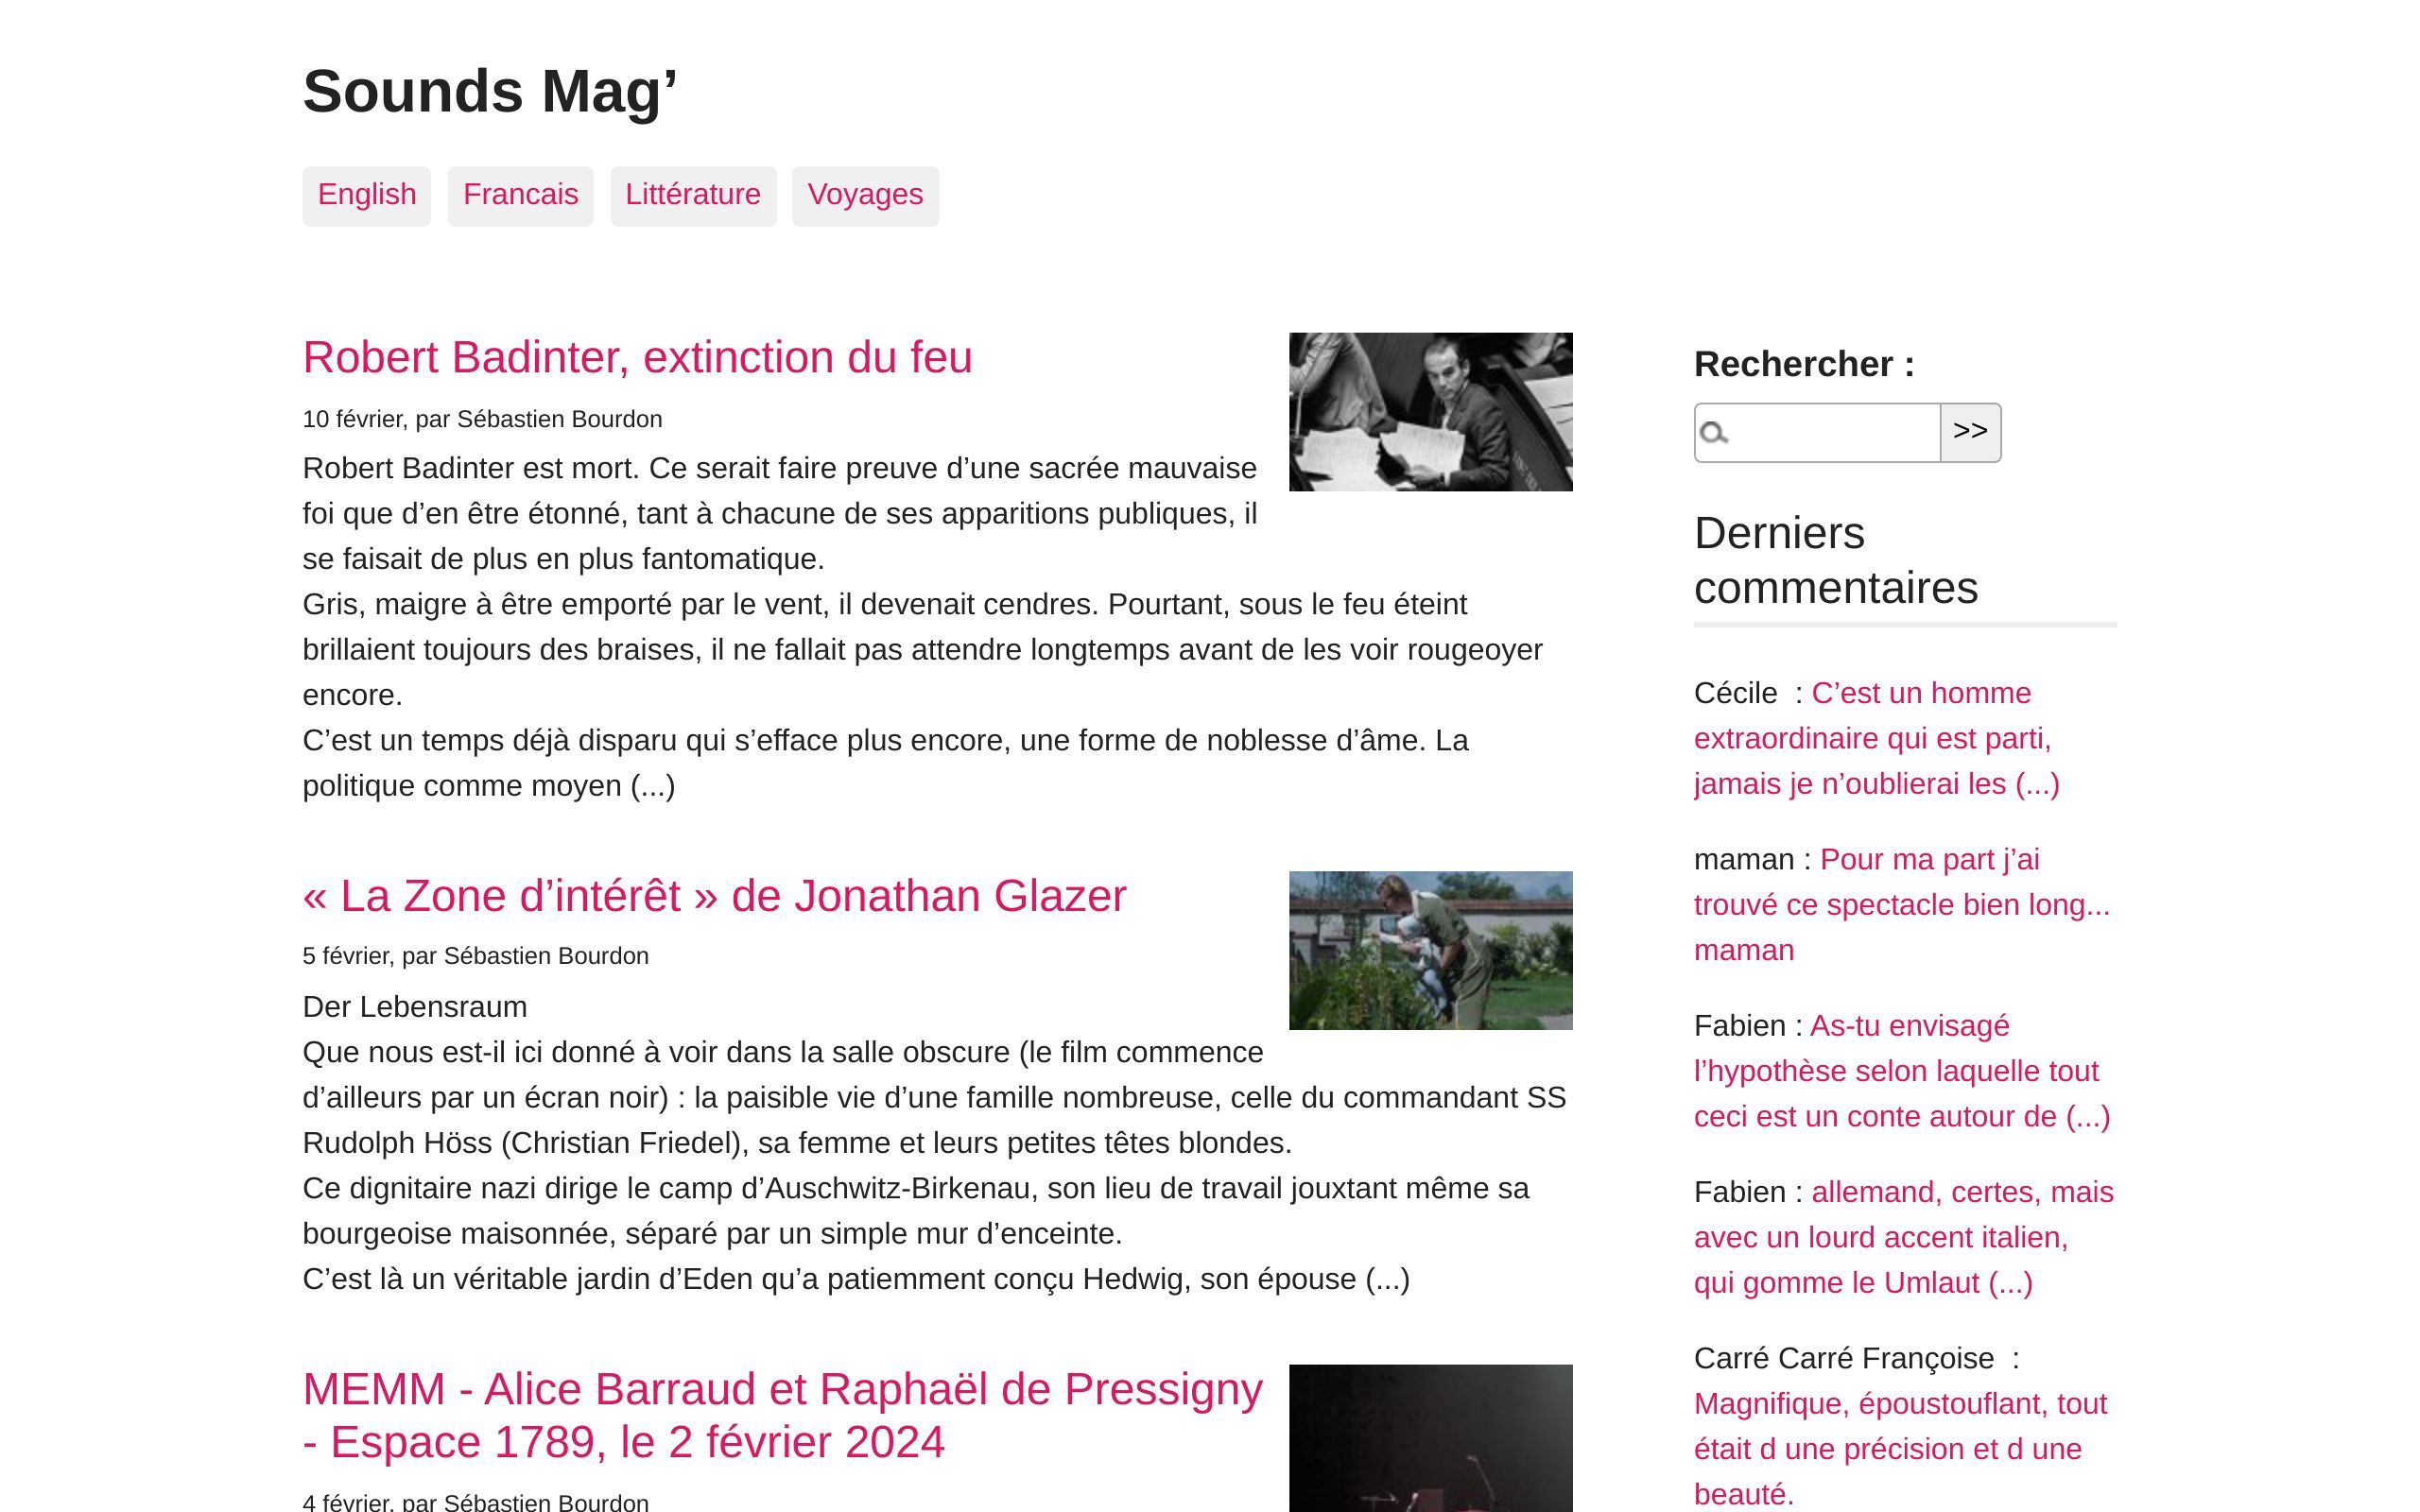 Sounds Mag’
English
Francais
Littérature
Voyages
Robert Badinter, extinction du feu
10 février, par Sébastien Bourdon
Robert Badinter est mort. Ce serait faire preuve d’une sacrée mauvaise
foi que d’en être étonné, tant à chacune de ses apparitions publiques, il
se faisait de plus en plus fantomatique.
Gris, maigre à être emporté par le vent, il devenait cendres. Pourtant, sous le feu éteint
brillaient toujours des braises, il ne fallait pas attendre longtemps avant de les voir rougeoyer
encore.
C’est un temps déjà disparu qui s’efface plus encore, une forme de noblesse d’âme. La
politique comme moyen (...)
« La Zone d’intérêt » de Jonathan Glazer
5 février, par Sébastien Bourdon
Der Lebensraum
Que nous est-il ici donné à voir dans la salle obscure (le film commence
d’ailleurs par un écran noir) : la paisible vie d’une famille nombreuse, celle du commandant SS
Rudolph Höss (Christian Friedel), sa femme et leurs petites têtes blondes.
Ce dignitaire nazi dirige le camp d’Auschwitz-Birkenau, son lieu de travail jouxtant même sa
bourgeoise maisonnée, séparé par un simple mur d’enceinte.
C’est là un véritable jardin d’Eden qu’a patiemment conçu Hedwig, son épouse (...)
MEMM - Alice Barraud et Raphaël de Pressigny
- Espace 1789, le 2 février 2024
4 février, par Sébastien Bourdon
Rechercher :
>>
Derniers
commentaires
Cécile  : C’est un homme
extraordinaire qui est parti,
jamais je n’oublierai les (...)
maman : Pour ma part j’ai
trouvé ce spectacle bien long...
maman
Fabien : As-tu envisagé
l’hypothèse selon laquelle tout
ceci est un conte autour de (...)
Fabien : allemand, certes, mais
avec un lourd accent italien,
qui gomme le Umlaut (...)
Carré Carré Françoise  :
Magnifique, époustouflant, tout
était d une précision et d une
beauté.